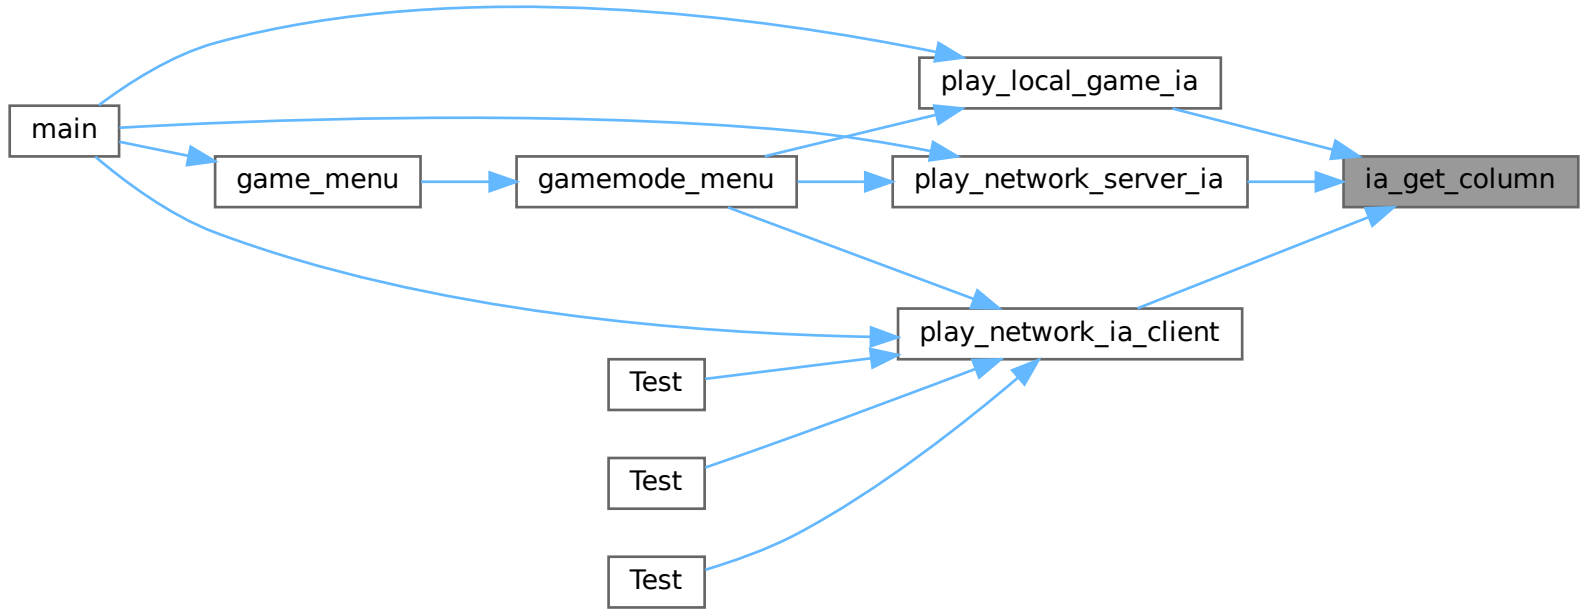 play_local_game_ia
main
game_menu
gamemode_menu
play_network_server_ia
ia_get_column
play_network_ia_client
Test
Test
Test